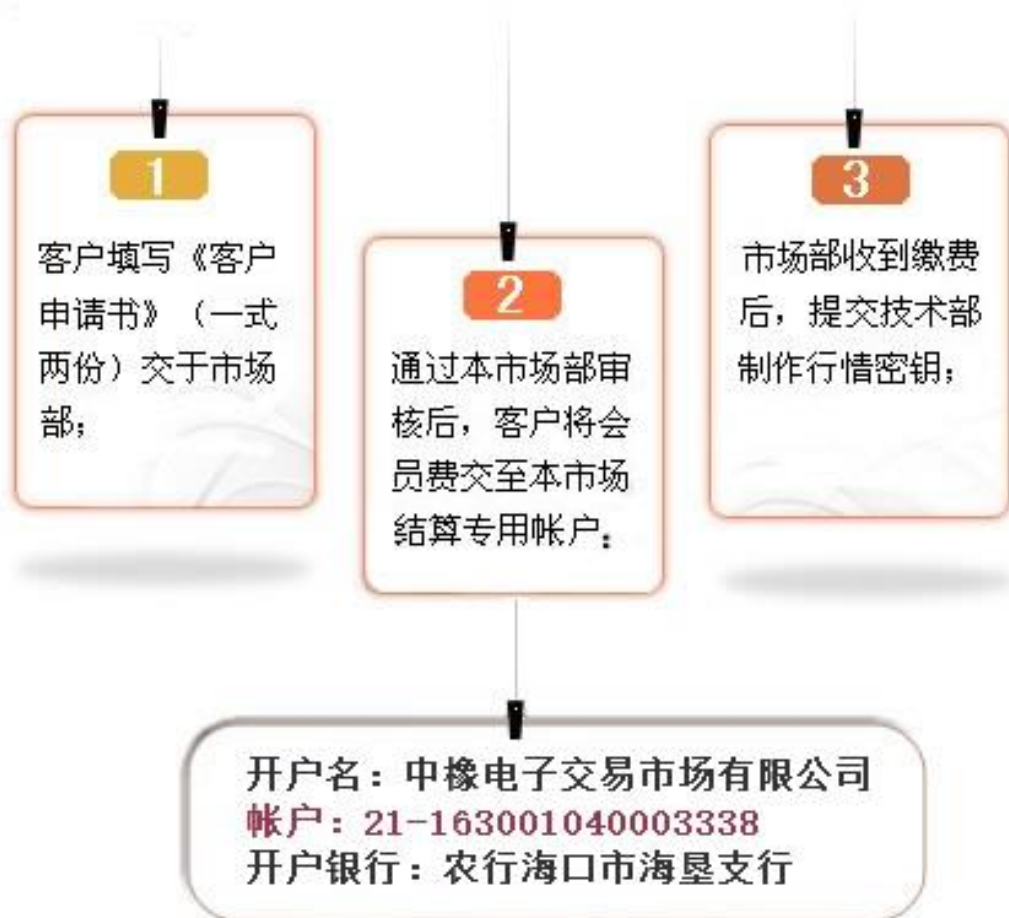 1
客户填写《客户
申请书》（一式
两份）交于市场
部；
2
通过本市场部审
核后，客户将会
员费交至本市场
结算专用帐户；
3
市场部收到缴费
后，提交技术部
制作行情密钥；
开户名：中橡电子交易市场有限公司
帐户：21-163001040003338
开户银行：农行海口市海垦支行